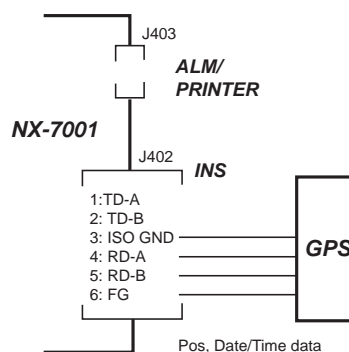 J403
ALM/
PRINTER
NX-7001
J402
INS
1:TD-A
2: TD-B
3: ISO GND
4: RD-A
5: RD-B
6: FG
GPS
Pos, Date/Time data